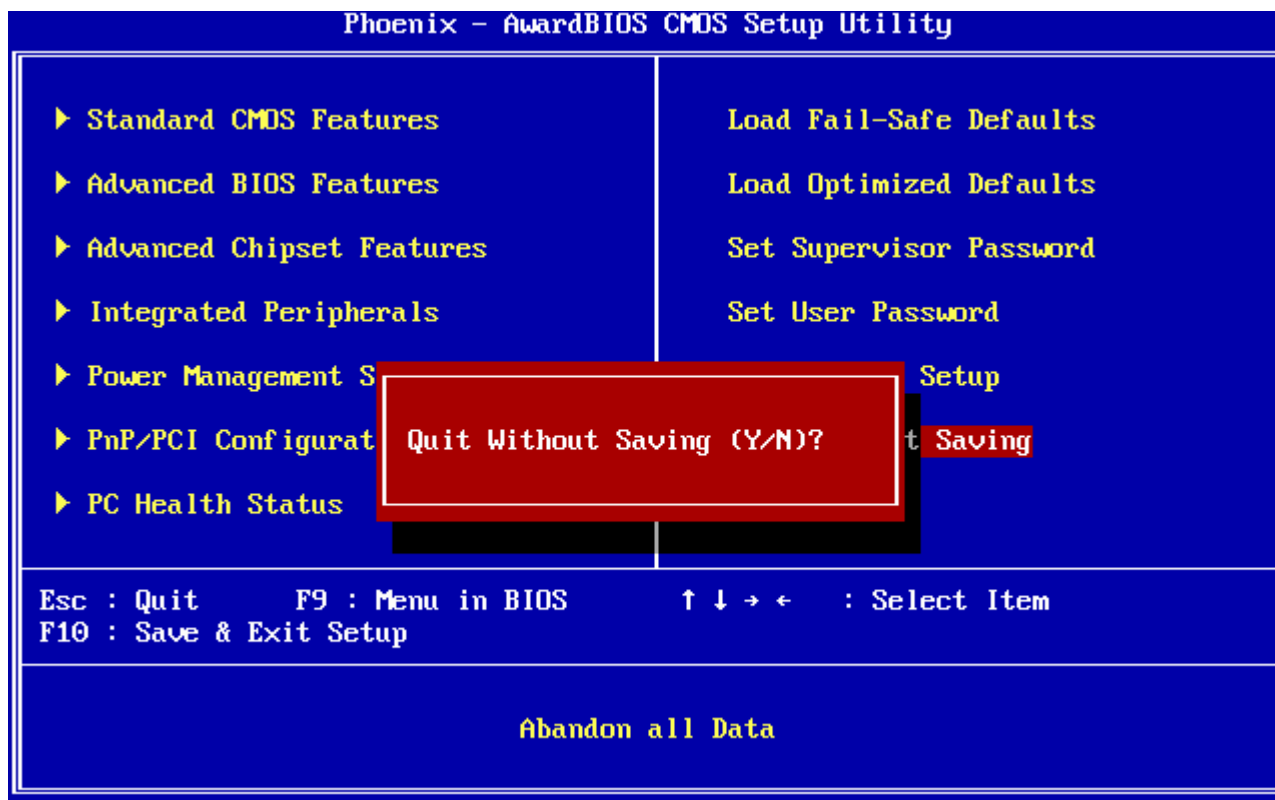 Phoenix - AwardBIOS CMOS Setup Utility
Standard CMOS Features
Advanced BIOS Features
Advanced Chipset Features
Integrated Peripherals
Power Management S
PnP/PCI Configurat
PC Health Status
Load Fail-Safe Defaults
Load Optimized Defaults
Set Supervisor Password
Set User Password
Setup
t Saving
Quit Without Saving (Y/N)?
Esc : Quit F9 : Menu in BIOS ↑ ↓ → ← : Select Item
F10 : Save & Exit Setup
Abandon all Data